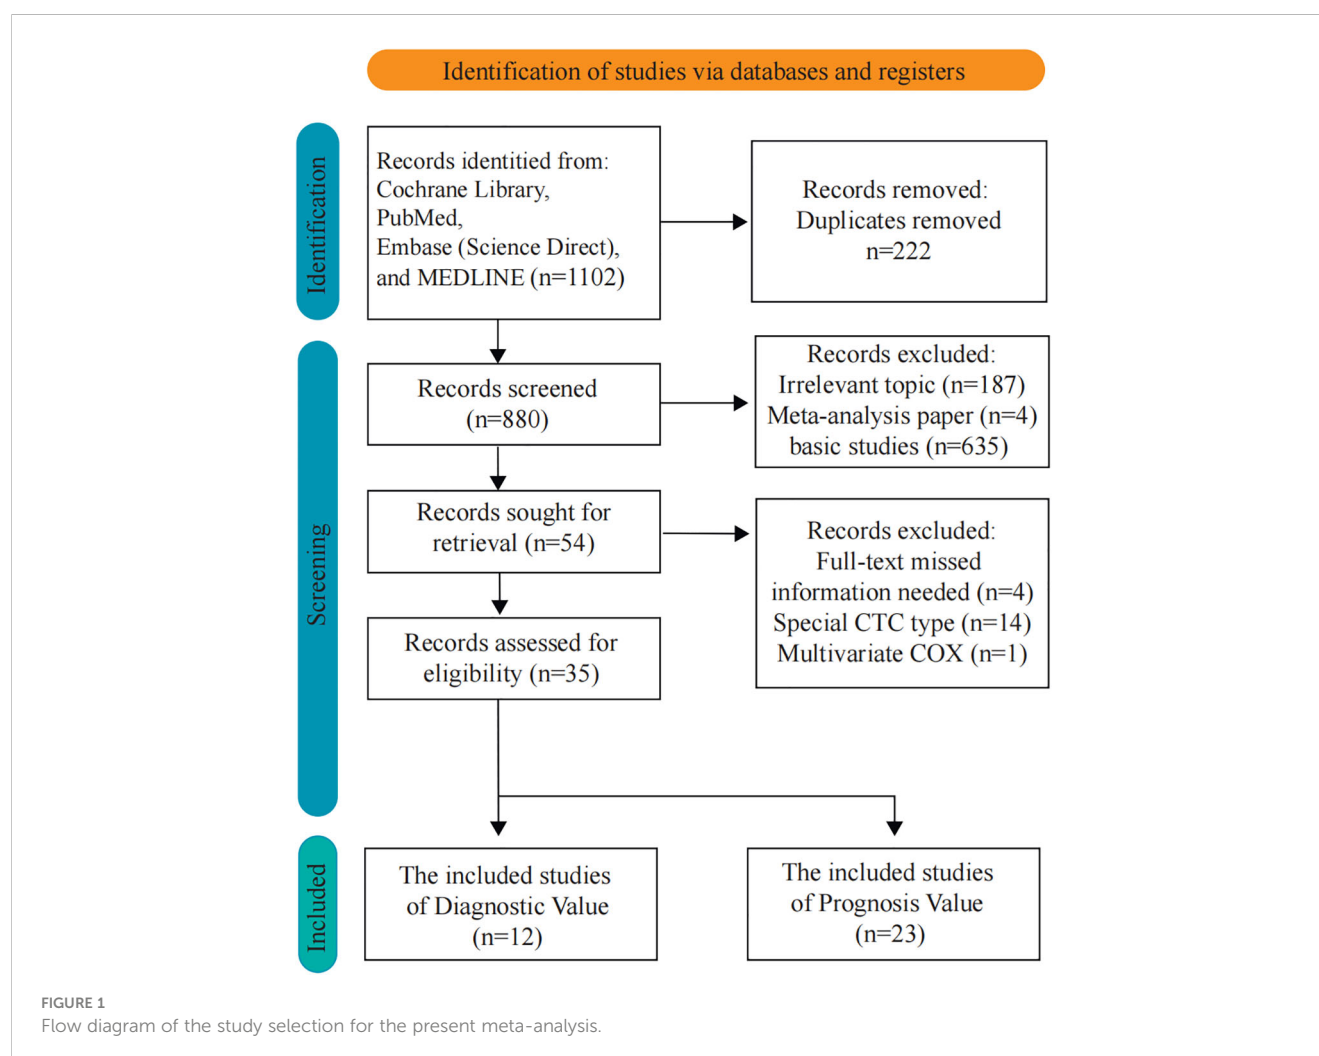 Identification of studies via databases and registers
Identification
Records identitied from:
Cochrane Library,
PubMed,
Embase (Science Direct),
and MEDLINE (n=1102)
Records removed:
Duplicates removed
n=222
Screening
Records screened
(n=880)
Records excluded:
Irrelevant topic (n=187)
Meta-analysis paper (n=4)
basic studies (n=635)
Records sought for
retrieval (n=54)
Records excluded:
Full-text missed
information needed (n=4)
Special CTC type (n=14)
Multivariate COX (n=1)
Records assessed for
eligibility (n=35)
Included
The included studies
of Diagnostic Value
(n=12)
The included studies
of Prognosis Value
(n=23)
FIGURE 1
Flow diagram of the study selection for the present meta-analysis.